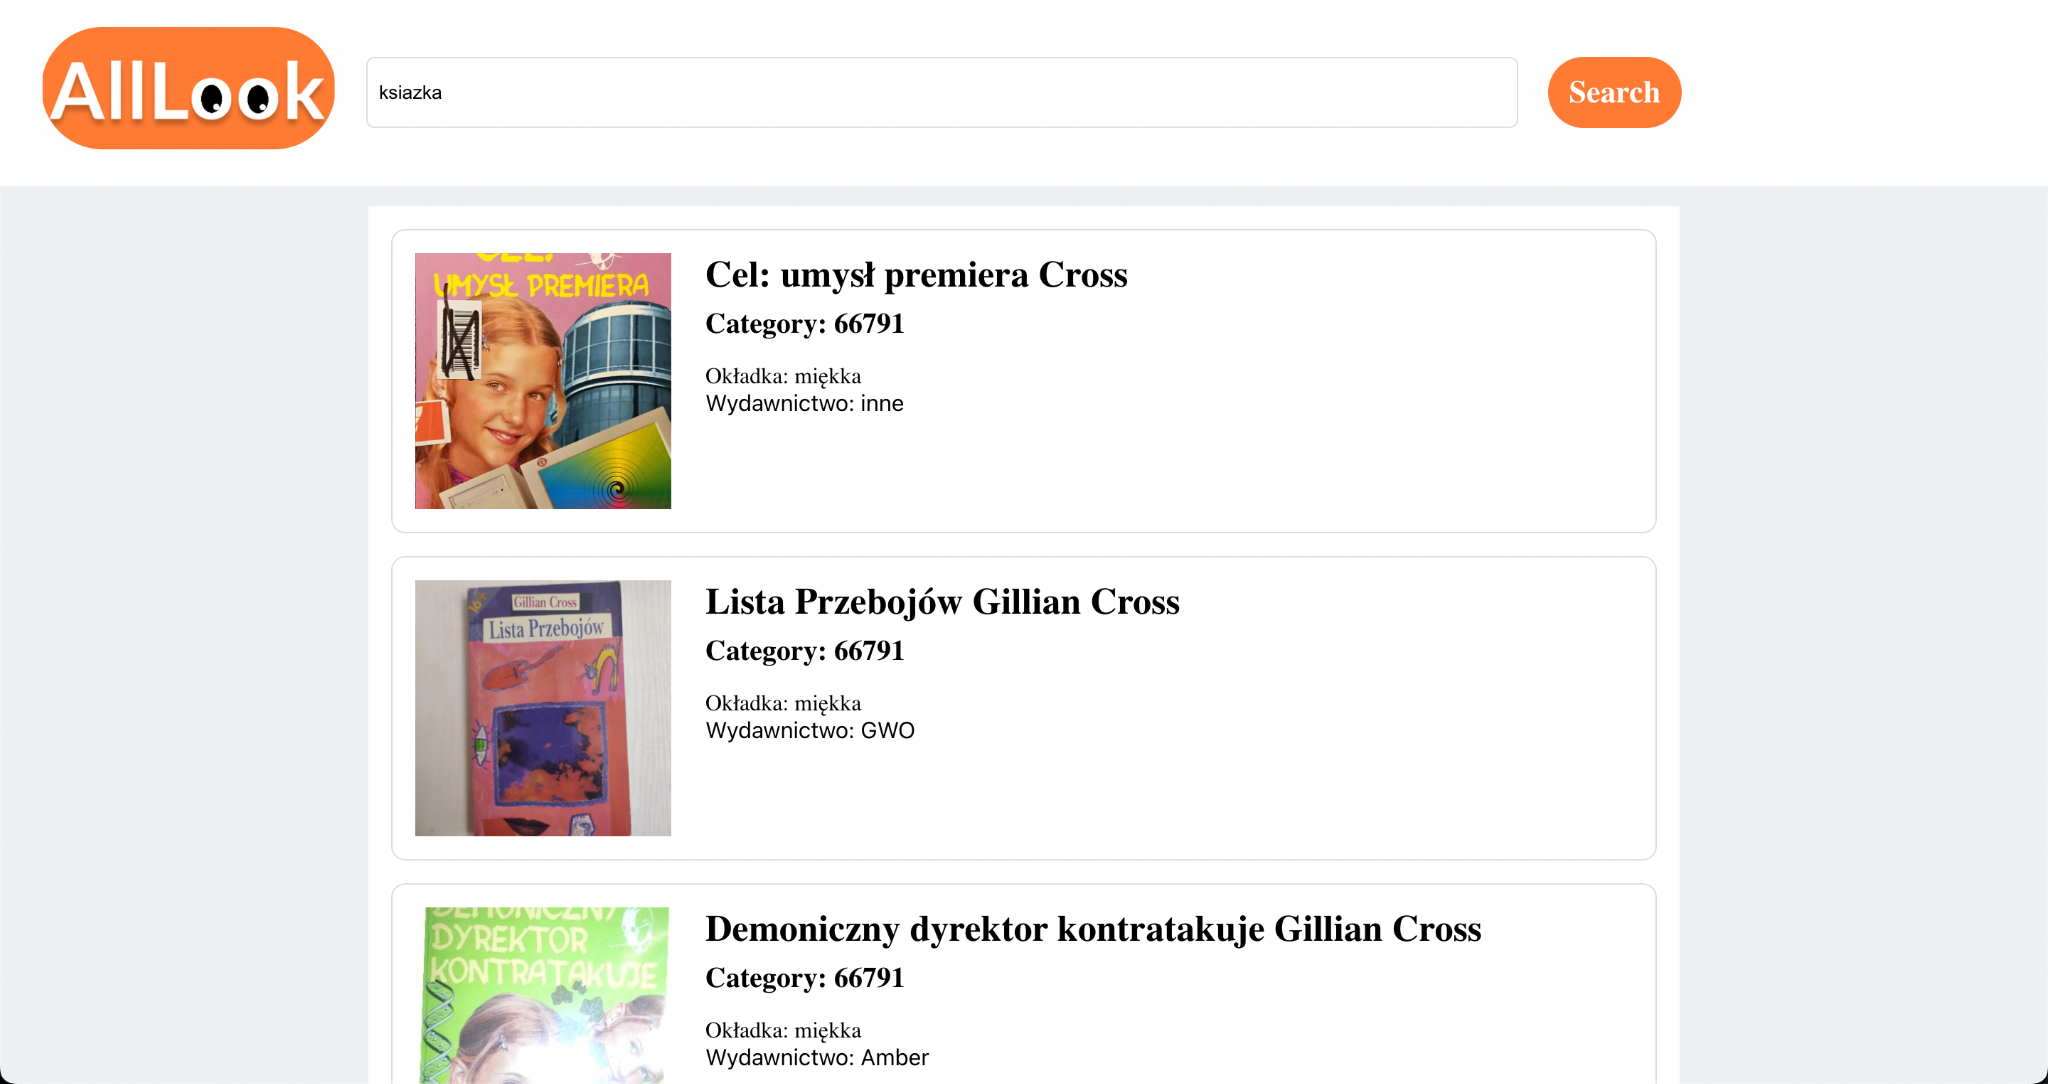 AllLook
ksiazka
Search
UMYSŁ PREMIERA
Cel: umysł premiera Cross
Category: 66791
Okładka: miękka
Wydawnictwo: inne
16+
Gillian Cross
Lista Przebojów
Lista Przebojów Gillian Cross
Category: 66791
Okładka: miękka
Wydawnictwo: GWO
DEMONICZNY
DYREKTOR
KONTRATAKUJE
Demoniczny dyrektor kontratakuje Gillian Cross
Category: 66791
Okładka: miękka
Wydawnictwo: Amber